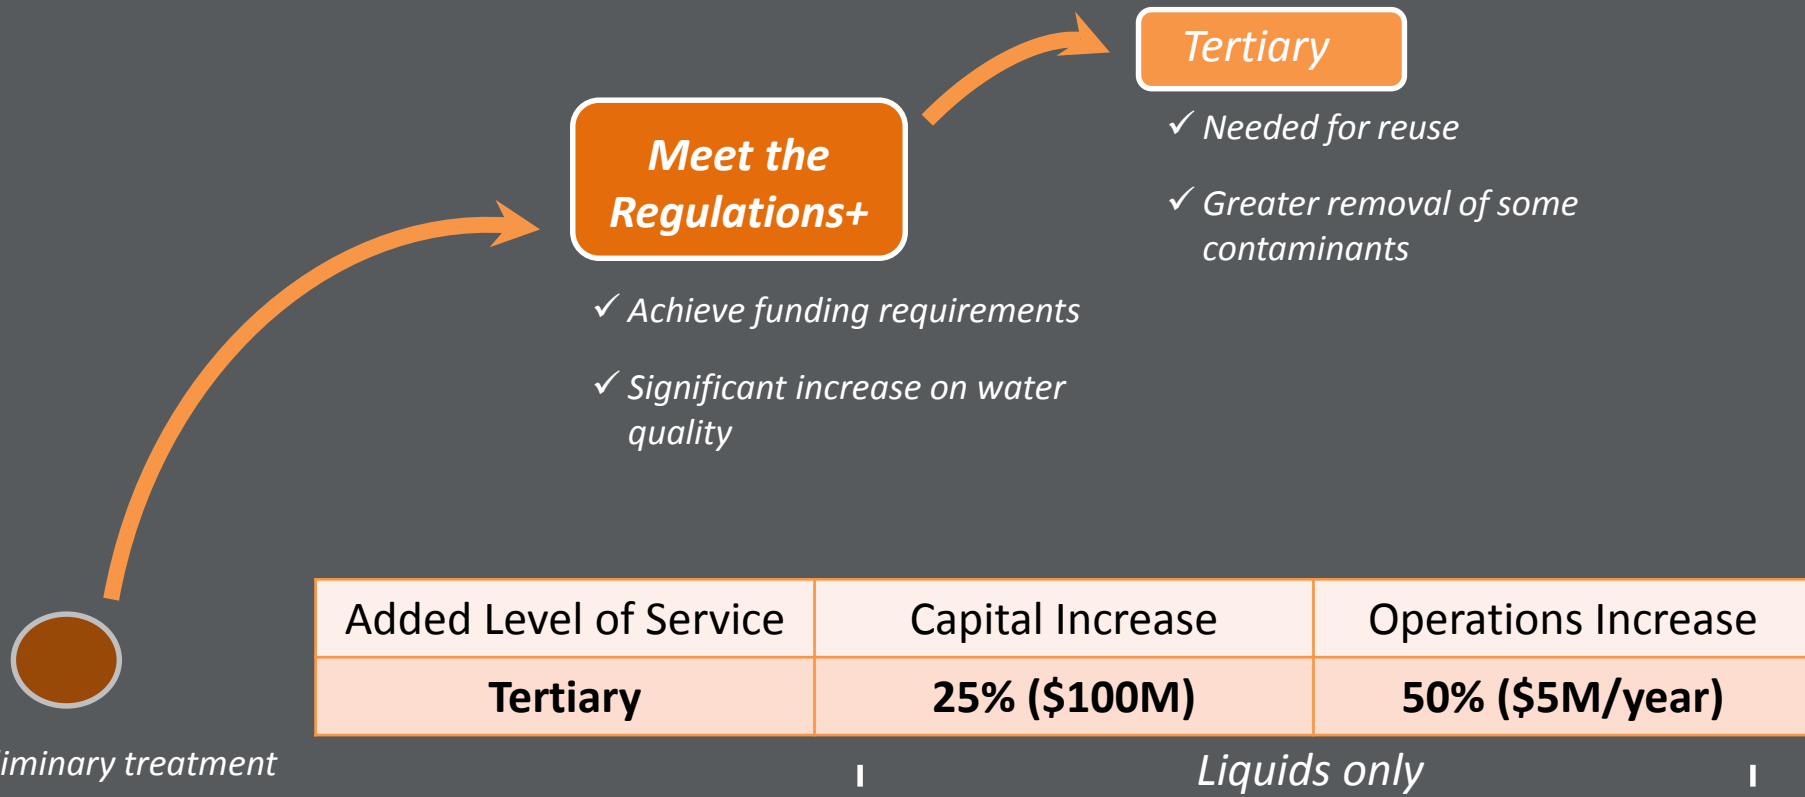 Tertiary
✓ Needed for reuse
✓ Greater removal of some
contaminants
Meet the
Regulations+
✓ Achieve funding requirements
✓ Significant increase on water
quality
Added Level of Service Capital Increase Operations Increase
Tertiary 25% ($100M) 50% ($5M/year)
treatment
Liquids only